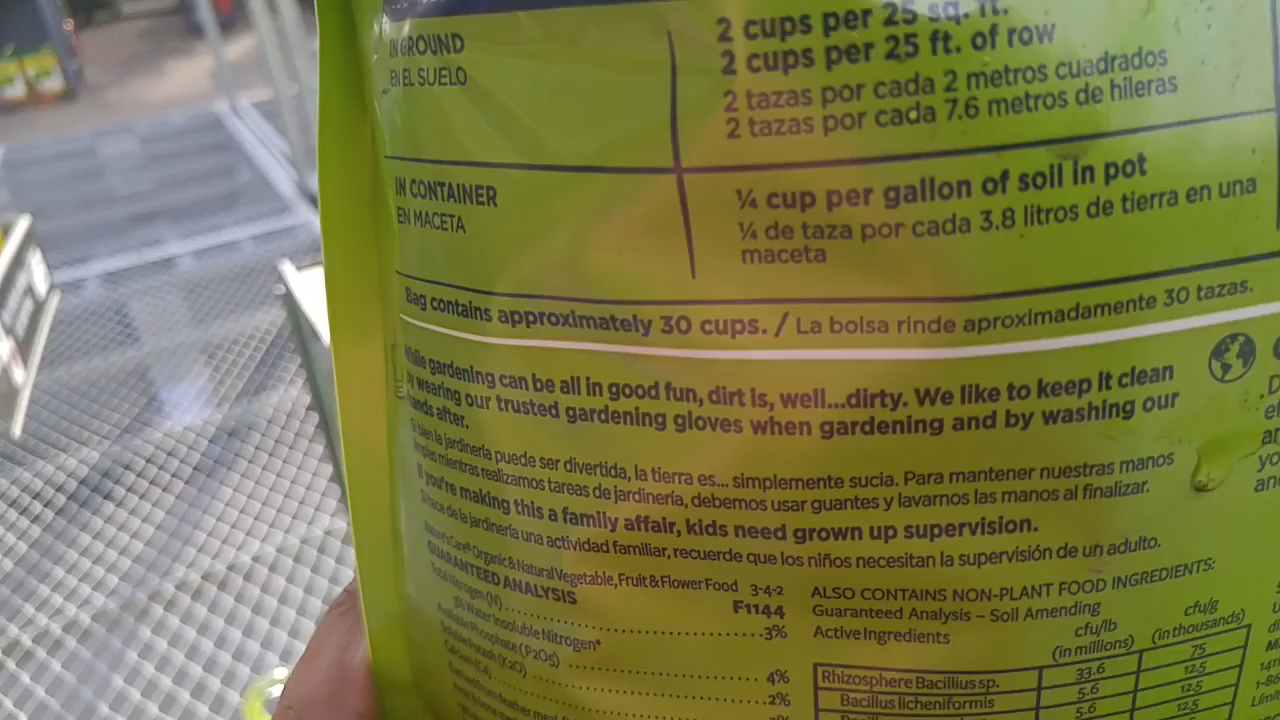 IN GROUND
EN EL SUELO
2 cups per 25 sq. ft.
2 cups per 25 ft. of row
2 tazas por cada 2 metros cuadrados
2 tazas por cada 7.6 metros de hileras
IN CONTAINER
EN MACETA
¼ cup per gallon of soil in pot
¼ de taza por cada 3.8 litros de tierra en una
maceta
Bag contains approximately 30 cups. / La bolsa rinde aproximadamente 30 tazas.
While gardening can be all in good fun, dirt is, well...dirty. We like to keep it clean
by wearing our trusted gardening gloves when gardening and by washing our
hands after.
Si bien la jardinería puede ser divertida, la tierra es... simplemente sucia. Para mantener nuestras manos
limpias mientras realizamos tareas de jardinería, debemos usar guantes y lavarnos las manos al finalizar.
If you're making this a family affair, kids need grown up supervision.
Si hace de la jardinería una actividad familiar, recuerde que los niños necesitan la supervisión de un adulto.
Nature's Care® Organic & Natural Vegetable, Fruit & Flower Food 3-4-2
GUARANTEED ANALYSIS F1144
Total Nitrogen (N) 3%
3% Water Insoluble Nitrogen*
Available Phosphate (P2O5) 4%
Soluble Potash (K2O) 2%
Calcium (Ca)
Derived from feather meal
ALSO CONTAINS NON-PLANT FOOD INGREDIENTS:
Guaranteed Analysis – Soil Amending
Active Ingredients cfu/lb cfu/g
(in millions) (in thousands)
Rhizosphere Bacillius sp. 33.6 75
Bacillus licheniformis 5.6 12.5
5.6 12.5
12.5